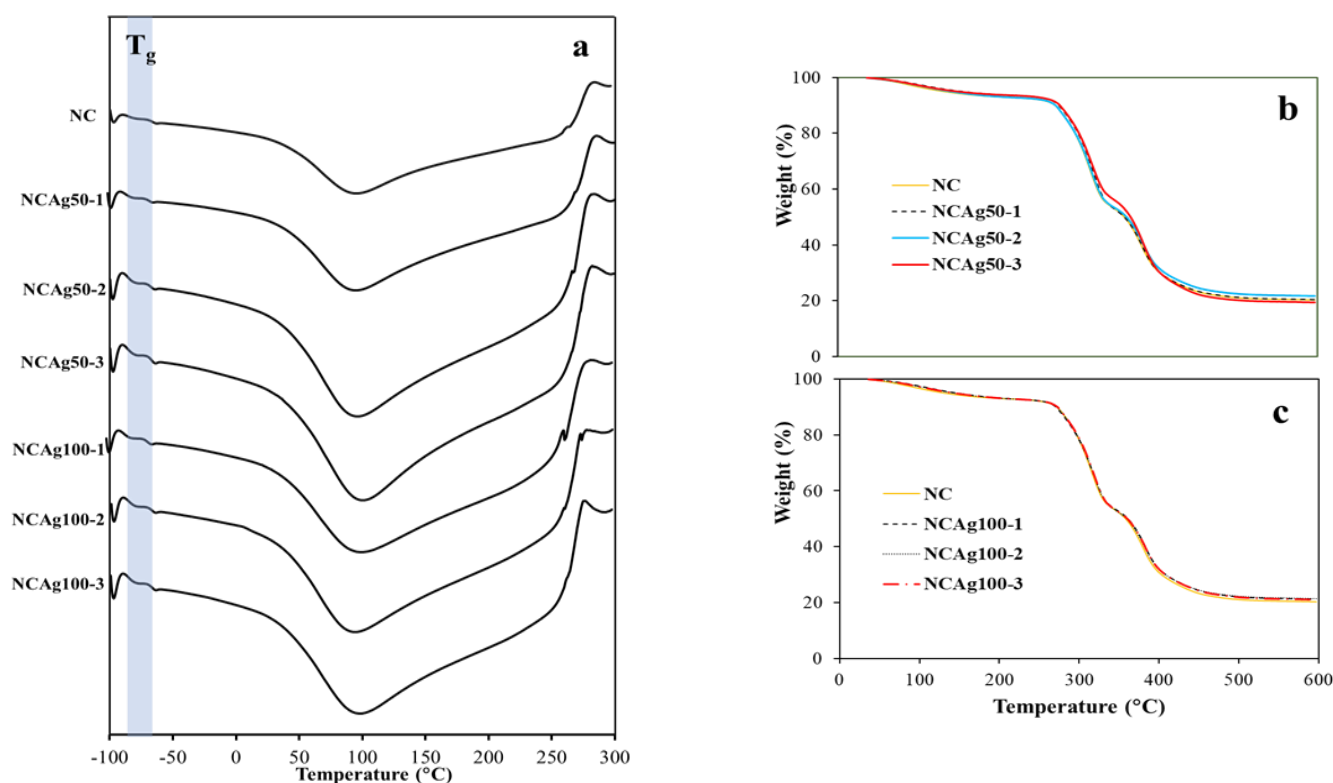 Tg
a
NC
NCAg50-1
NCAg50-2
NCAg50-3
NCAg100-1
NCAg100-2
NCAg100-3
-100 -50 0 50 100 150 200 250 300
Temperature (°C)
b
100
80
60
40
20
0
Weight (%)
NC
NCAg50-1
NCAg50-2
NCAg50-3
c
100
80
60
40
20
0
Weight (%)
NC
NCAg100-1
NCAg100-2
NCAg100-3
0 100 200 300 400 500 600
Temperature (°C)